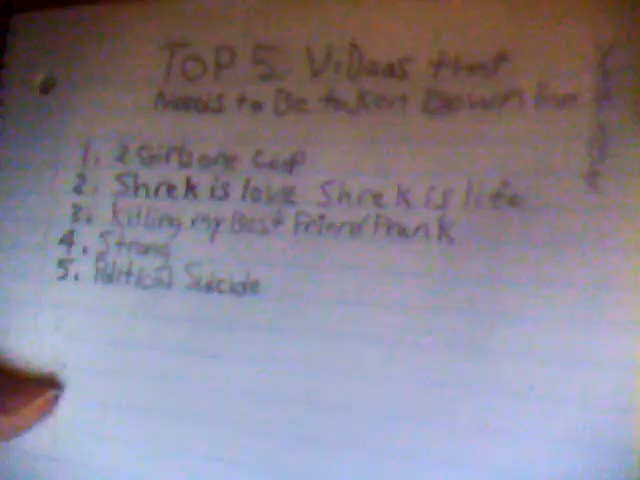 TOP 5 ViDeos that
Needs to Be taken Down
1. 2 Girls one Cup
2. Shrek is love Shrek is life
3. Killing my Best Friend Prank
4. Strong
5. Political Suicide